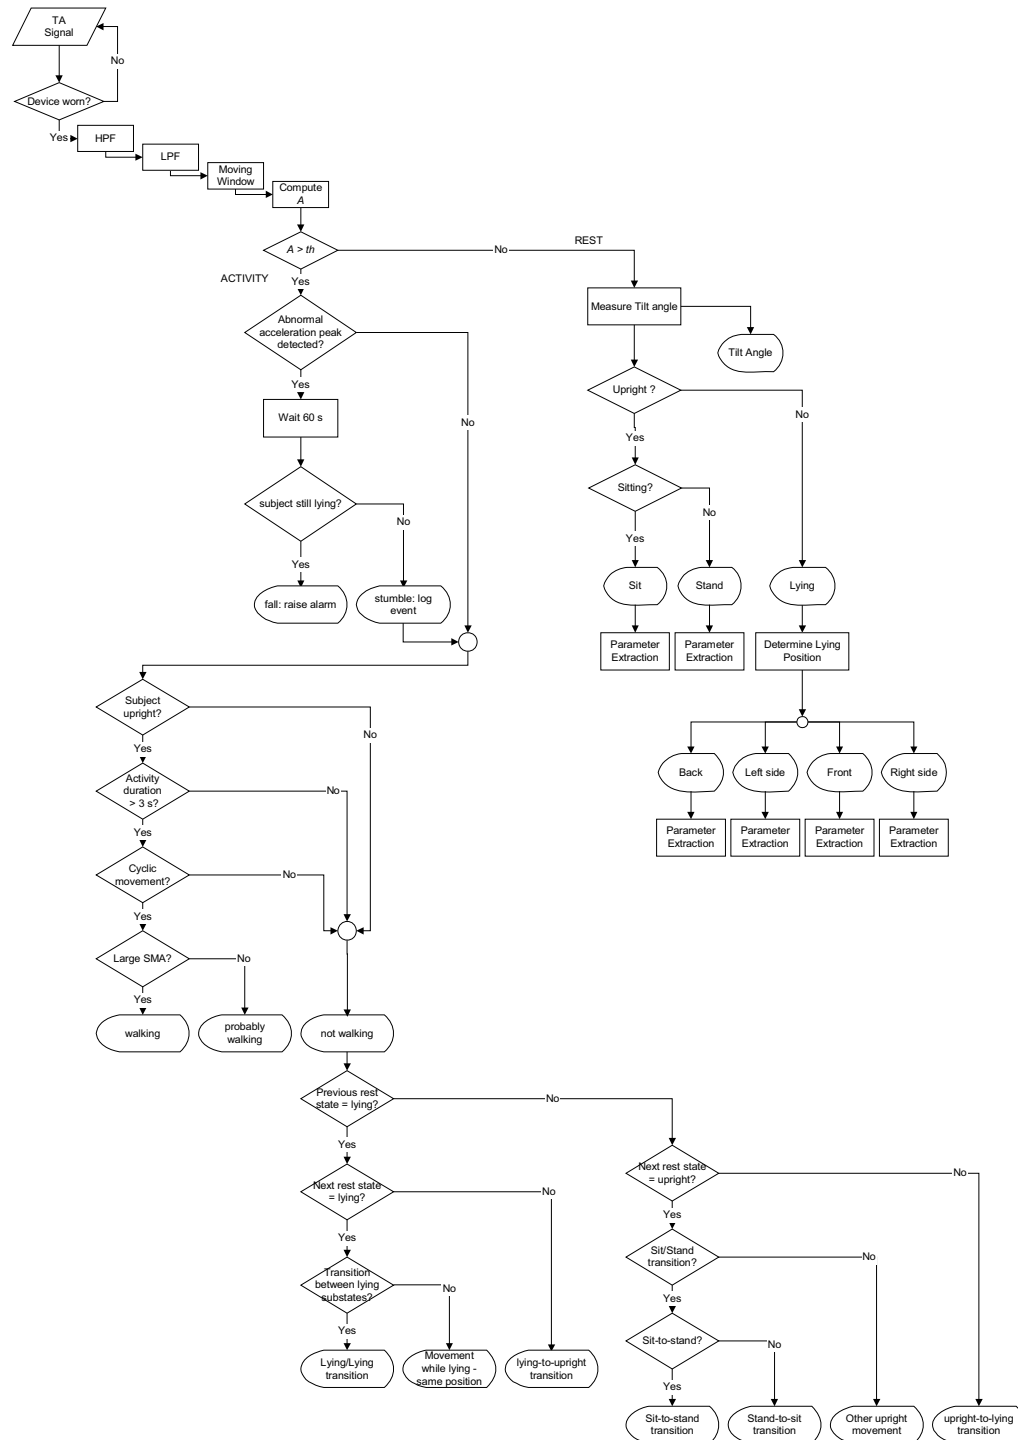 TA
Signal
No
Device worn?
Yes
HPF
LPF
Moving
Window
Compute
A
A > th
No
REST
ACTIVITY
Yes
Measure Tilt angle
Tilt Angle
Abnormal
acceleration peak
detected?
Upright ?
Yes
No
No
Wait 60 s
Yes
Sitting?
subject still lying?
No
No
Yes
Yes
fall: raise alarm
stumble: log
event
Sit
Stand
Lying
Parameter
Extraction
Parameter
Extraction
Determine Lying
Position
Subject
upright?
No
Yes
Back
Left side
Front
Right side
Activity
duration
> 3 s?
No
Parameter
Extraction
Parameter
Extraction
Parameter
Extraction
Parameter
Extraction
Yes
Cyclic
movement?
No
Yes
Large SMA?
No
Yes
walking
probably
walking
not walking
Previous rest
state = lying?
No
Yes
Next rest state
= upright?
No
Next rest state
= lying?
No
Yes
Yes
Sit/Stand
transition?
No
Transition
between lying
substates?
No
Yes
Yes
Sit-to-stand?
No
Lying/Lying
transition
Movement
while lying -
same position
lying-to-upright
transition
Yes
Sit-to-stand
transition
Stand-to-sit
transition
Other upright
movement
upright-to-lying
transition